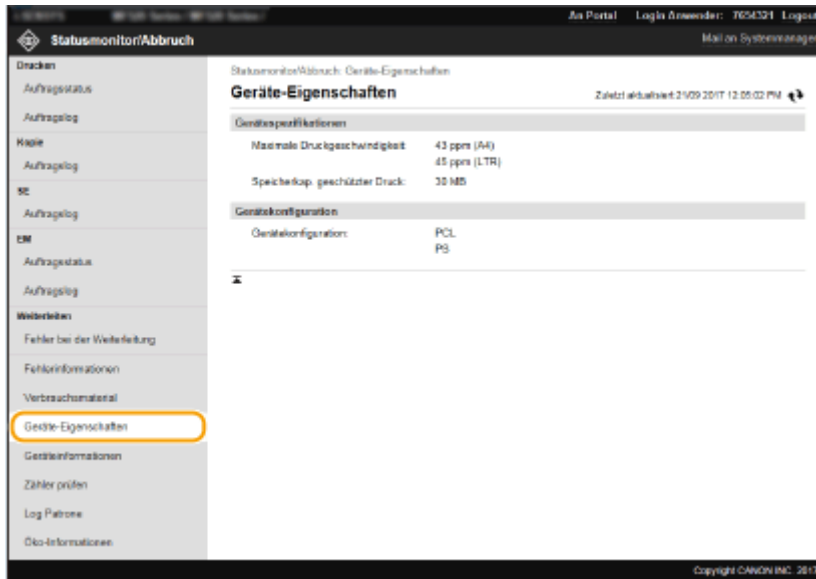 An Portal Login Anwender: 7654321 Logout
Statusmonitor/Abbruch
Mail an Systemmanager
Drucken
Auftragsstatus
Auftragslog
Kopie
Auftragslog
SE
Auftragslog
EM
Auftragsstatus
Auftragslog
Weiterleiten
Fehler bei der Weiterleitung
Fehlerinformationen
Verbrauchsmaterial
Geräte-Eigenschaften
Geräteinformationen
Zähler prüfen
Log Patrone
Öko-Informationen
Statusmonitor/Abbruch: Geräte-Eigenschaften
Geräte-Eigenschaften
Zuletzt aktualisiert: 21/09 2017 12:05:02 PM
Gerätespezifikationen
Maximale Druckgeschwindigkeit: 43 ppm (A4)
45 ppm (LTR)
Speicherkap. geschützter Druck: 30 MB
Gerätekonfiguration
Gerätekonfiguration: PCL
PS
Copyright CANON INC. 2017